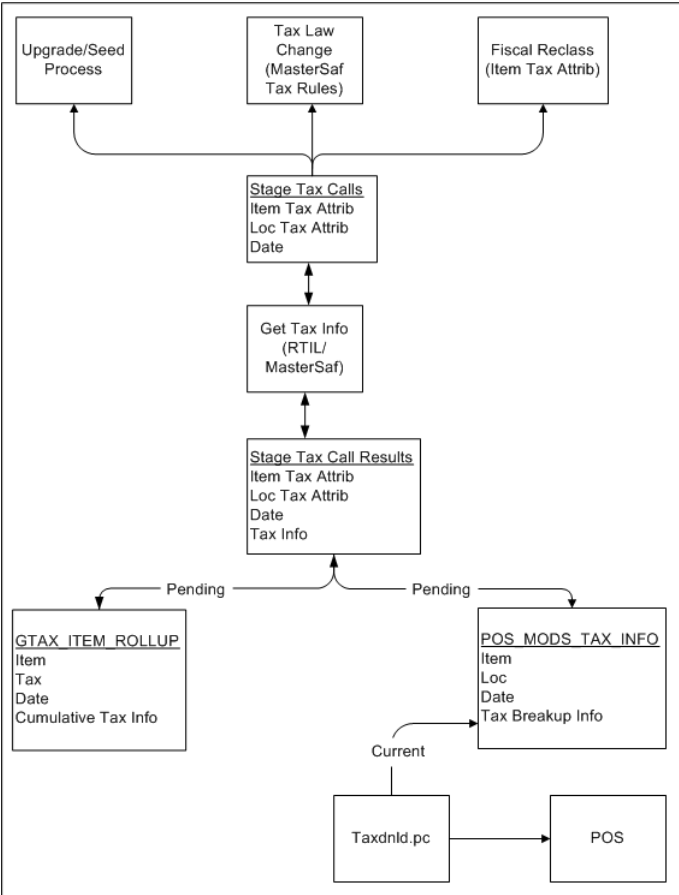 Upgrade/Seed
Process
Tax Law
Change
(MasterSaf
Tax Rules)
Fiscal Reclass
(Item Tax Attrib)
Stage Tax Calls
Item Tax Attrib
Loc Tax Attrib
Date
Get Tax Info
(RTIL/
MasterSaf)
Stage Tax Call Results
Item Tax Attrib
Loc Tax Attrib
Date
Tax Info
Pending
Pending
GTAX_ITEM_ROLLUP
Item
Tax
Date
Cumulative Tax Info
POS_MODS_TAX_INFO
Item
Loc
Date
Tax Breakup Info
Current
Taxdnld.pc
POS